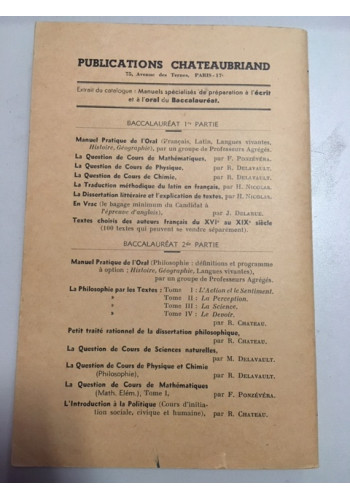 PUBLICATIONS CHATEAUBRIAND
75, Avenue des Ternes, PARIS-17e
Extrait du catalogue : Manuels spécialisés de préparation à l'écrit
et à l'oral du Baccalauréat.
BACCALAURÉAT 1re PARTIE
Manuel Pratique de l'Oral (Français, Latin, Langues vivantes,
Histoire, Géographie), par un groupe de Professeurs Agrégés.
La Question de Cours de Mathématiques, par F. PONZÉVÉRA.
La Question de Cours de Physique, par R. DELAVAULT.
La Question de Cours de Chimie, par R. DELAVAULT.
La Traduction méthodique du latin en français, par H. NICOLAS.
La Dissertation littéraire et l'explication de textes, par H. NICOLAS.
En Vrac (le bagage minimum du Candidat à
l'épreuve d'anglais), par J. DELARUE.
Textes choisis des auteurs français du XVIe au XIXe siècle
(100 textes qui peuvent se vendre séparément).
BACCALAURÉAT 2me PARTIE
Manuel Pratique de l'Oral (Philosophie : définitions et programme
à option : Histoire, Géographie, Langues vivantes),
par un groupe de Professeurs Agrégés.
La Philosophie par les Textes : Tome I : L'Action et le Sentiment.
» Tome II : La Perception.
» Tome III : La Science.
» Tome IV : Le Devoir.
par R. CHATEAU.
Petit traité rationnel de la dissertation philosophique,
par R. CHATEAU.
La Question de Cours de Sciences naturelles,
par M. DELAVAULT.
La Question de Cours de Physique et Chimie
(Philosophie), par R. DELAVAULT.
La Question de Cours de Mathématiques
(Math. Élém.), Tome I, par F. PONZÉVÉRA.
L'Introduction à la Politique (Cours d'initia-
tion sociale, civique et humaine), par R. CHATEAU.